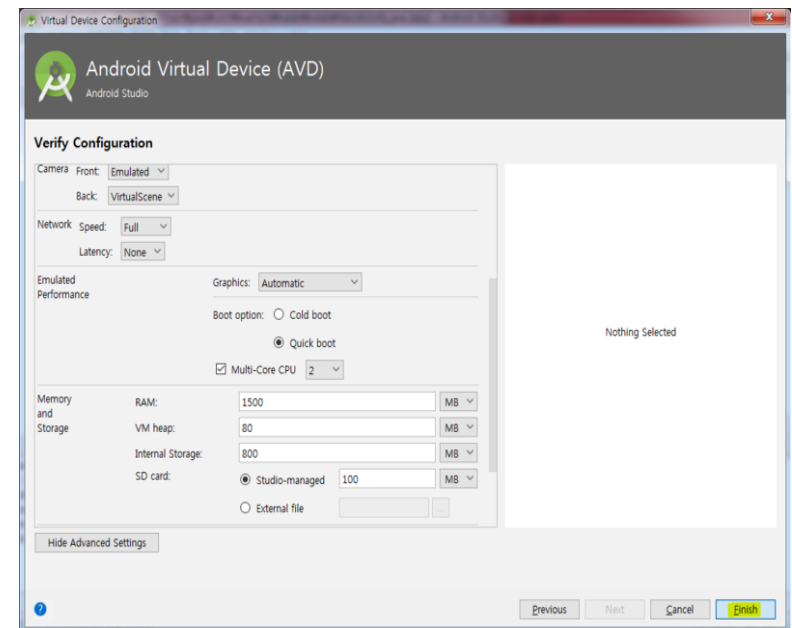 Virtual Device Configuration
Android Virtual Device (AVD)
Android Studio
Verify Configuration
Camera Front: Emulated
Back: VirtualScene
Network Speed: Full
Latency: None
Emulated
Performance
Graphics: Automatic
Boot option: Cold boot
Quick boot
Multi-Core CPU 2
Memory
and
Storage
RAM: 1500 MB
VM heap: 80 MB
Internal Storage: 800 MB
SD card: Studio-managed 100 MB
External file ...
Nothing Selected
Hide Advanced Settings
? Previous Next Cancel Finish